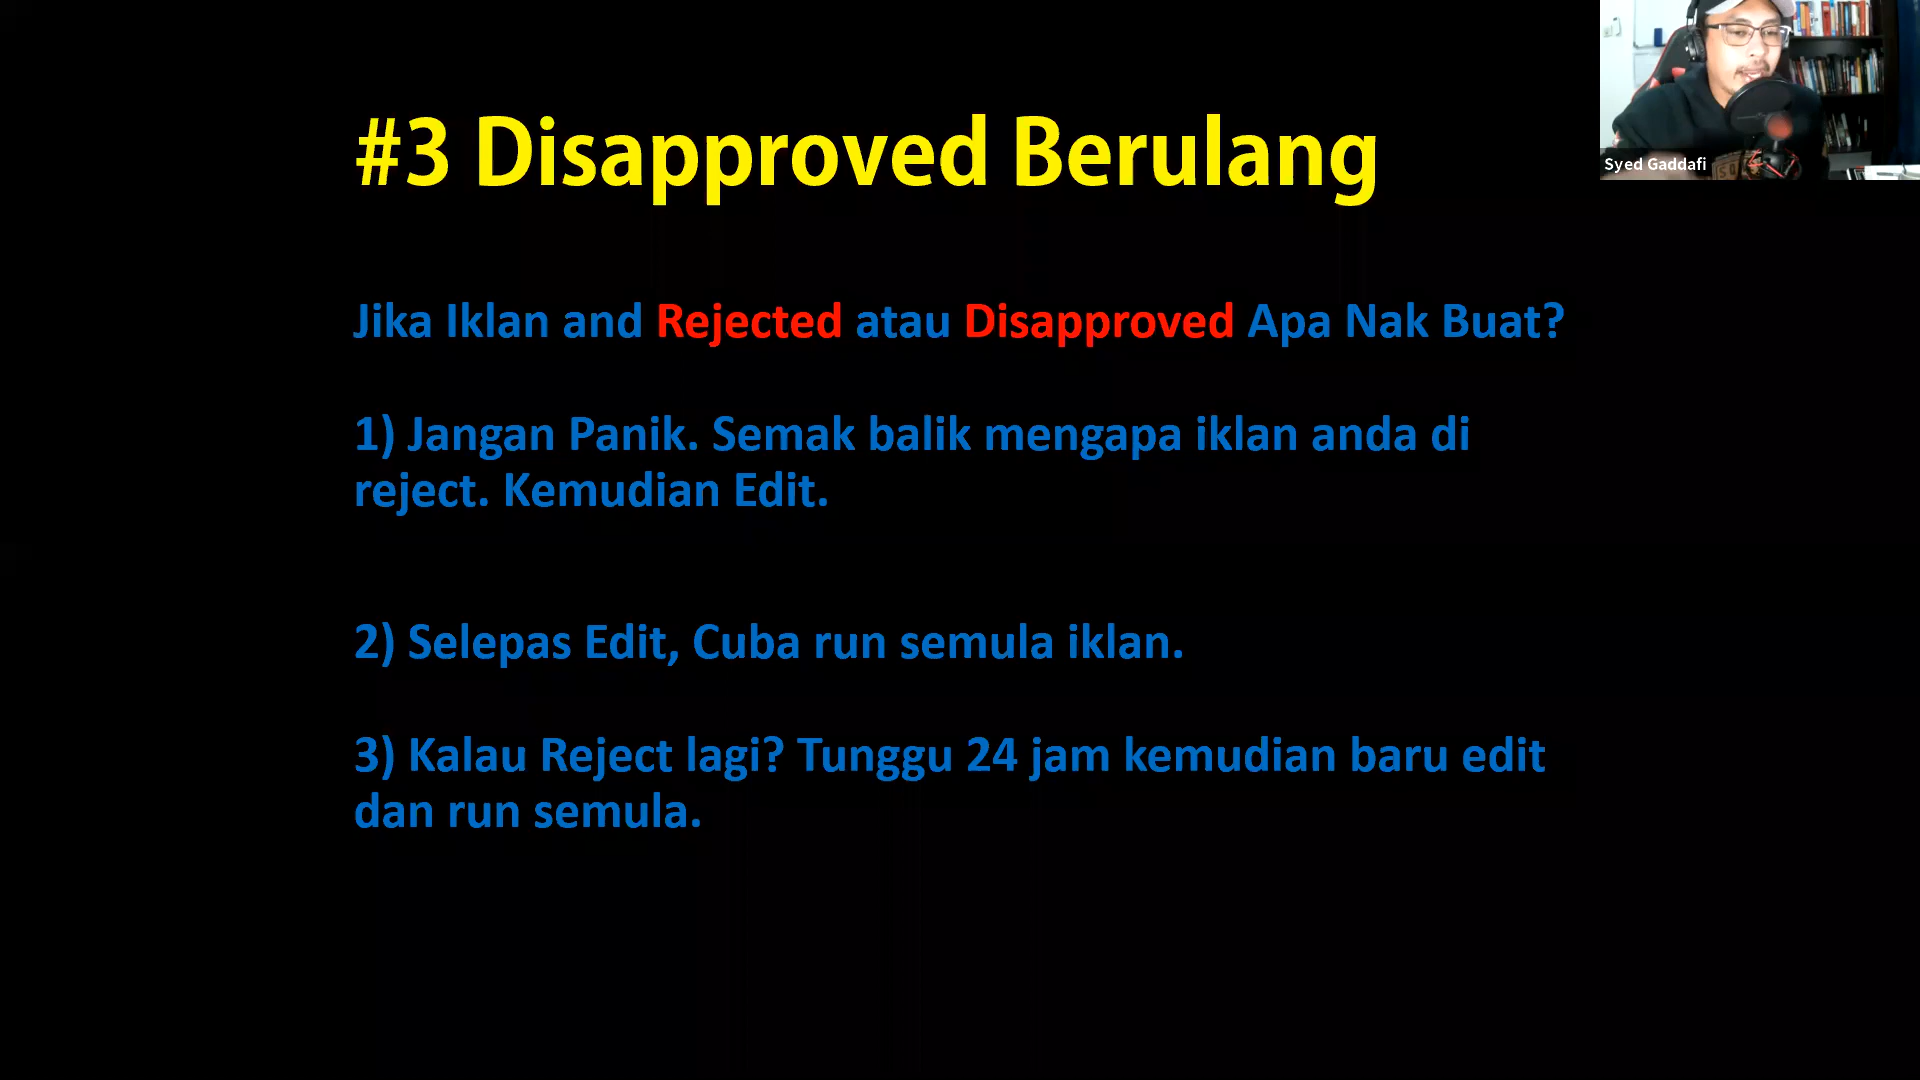 #3 Disapproved Berulang
Syed Gaddafi
Jika Iklan and Rejected atau Disapproved Apa Nak Buat?
1) Jangan Panik. Semak balik mengapa iklan anda di
reject. Kemudian Edit.
2) Selepas Edit, Cuba run semula iklan.
3) Kalau Reject lagi? Tunggu 24 jam kemudian baru edit
dan run semula.